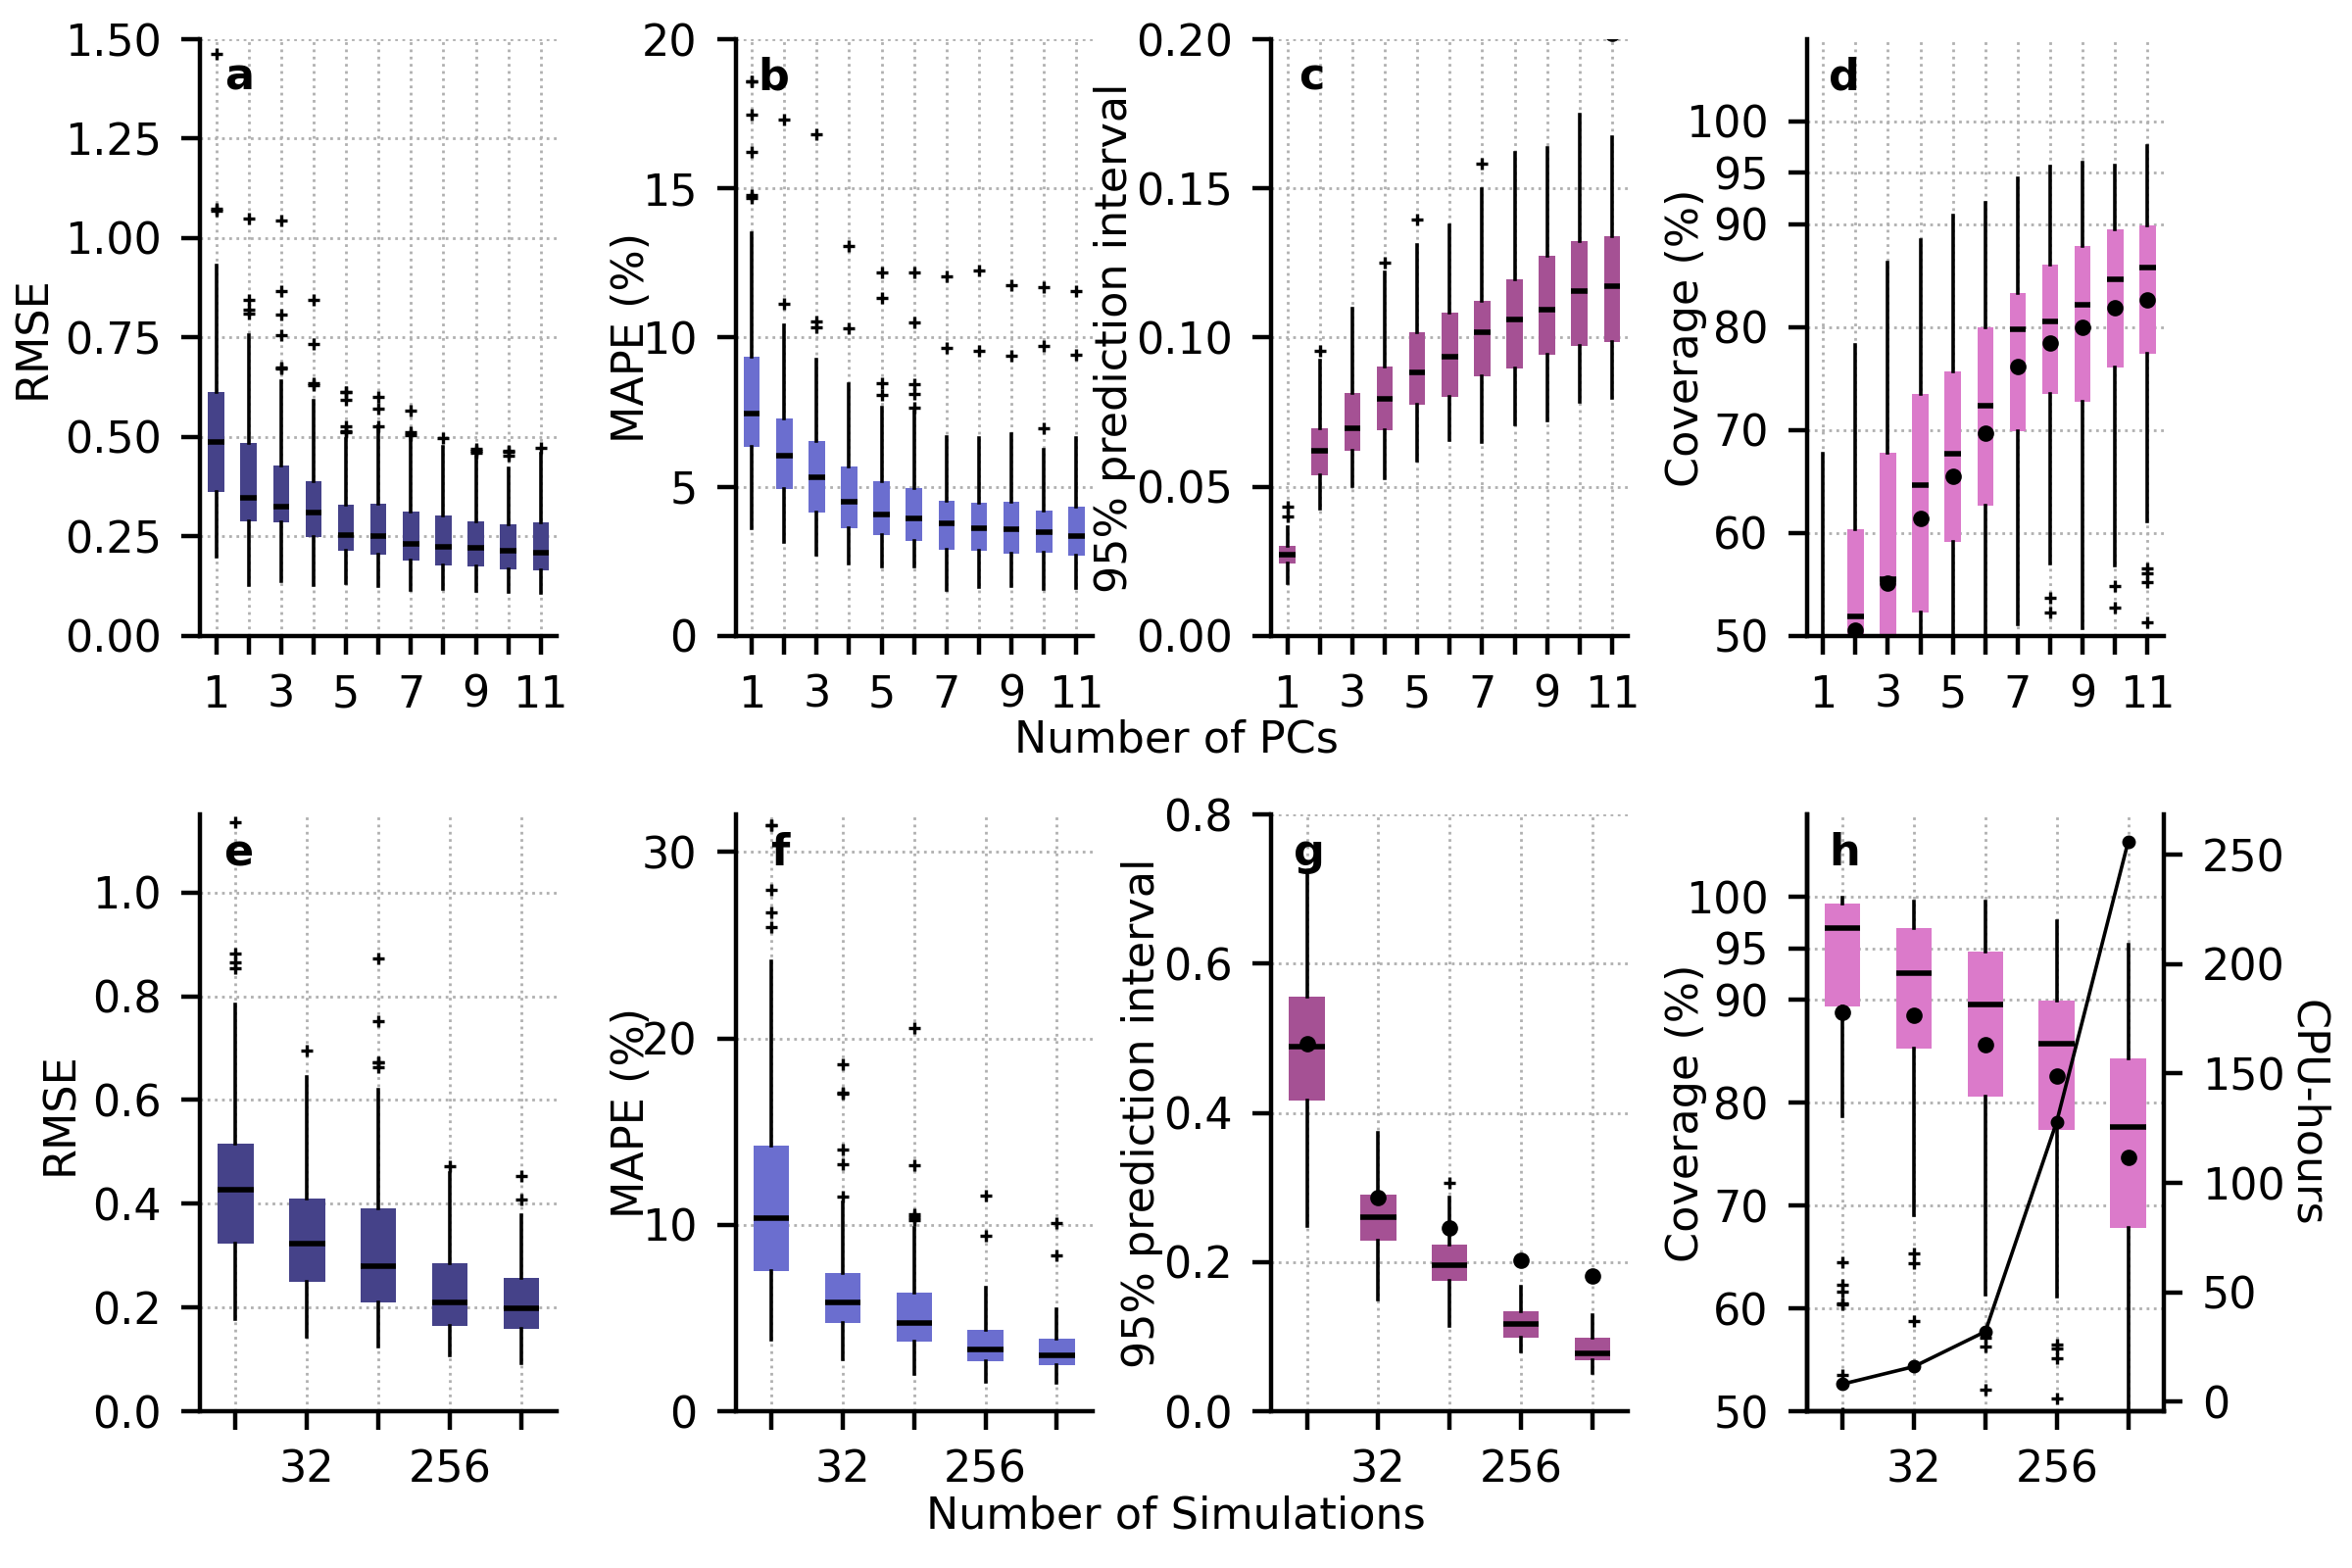 a
RMSE
1.50
1.25
1.00
0.75
0.50
0.25
0.00
1 3 5 7 9 11
b
MAPE (%)
20
15
10
5
0
1 3 5 7 9 11
c
95% prediction interval
0.20
0.15
0.10
0.05
0.00
1 3 5 7 9 11
d
Coverage (%)
100
95
90
80
70
60
50
1 3 5 7 9 11
Number of PCs
e
RMSE
1.0
0.8
0.6
0.4
0.2
0.0
32 256
f
MAPE (%)
30
20
10
0
32 256
g
95% prediction interval
0.8
0.6
0.4
0.2
0.0
32 256
h
Coverage (%)
100
95
90
80
70
60
50
32 256
250
200
150
100
50
0
CPU-hours
Number of Simulations